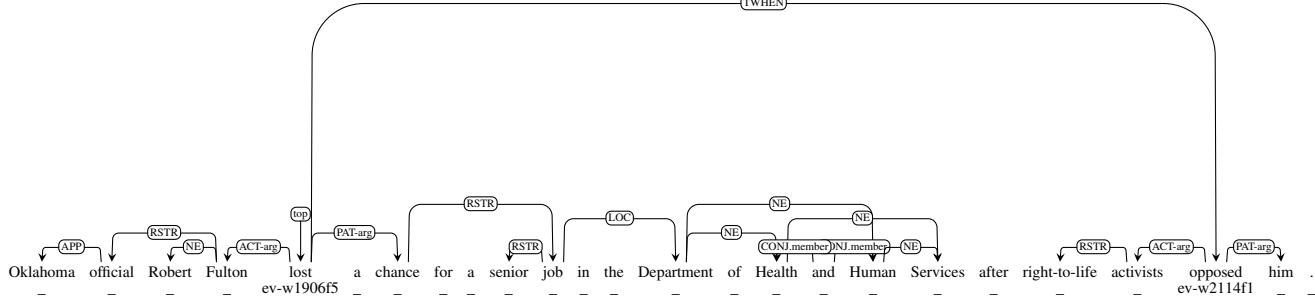 TWHEN
top
RSTR NE LOC NE
APP RSTR NE ACT-arg PAT-arg RSTR NE CONJ.member ONJ.member NE RSTR ACT-arg PAT-arg
Oklahoma official Robert Fulton lost a chance for a senior job in the Department of Health and Human Services after right-to-life activists opposed him .
ev-w1906f5 ev-w2114f1
_ _ _ _ _ _ _ _ _ _ _ _ _ _ _ _ _ _ _ _ _ _ _ _